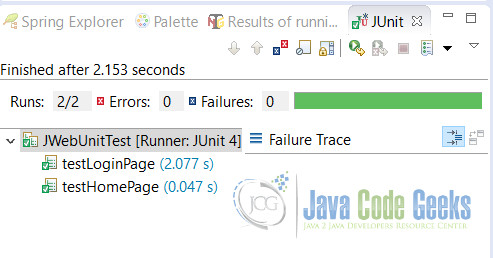 Spring Explorer Palette Results of runni... JUnit
Finished after 2.153 seconds
Runs: 2/2 Errors: 0 Failures: 0
JWebUnitTest [Runner: JUnit 4] Failure Trace
testLoginPage (2.077 s)
testHomePage (0.047 s)
JCG Java Code Geeks
JAVA 2 JAVA DEVELOPERS RESOURCE CENTER